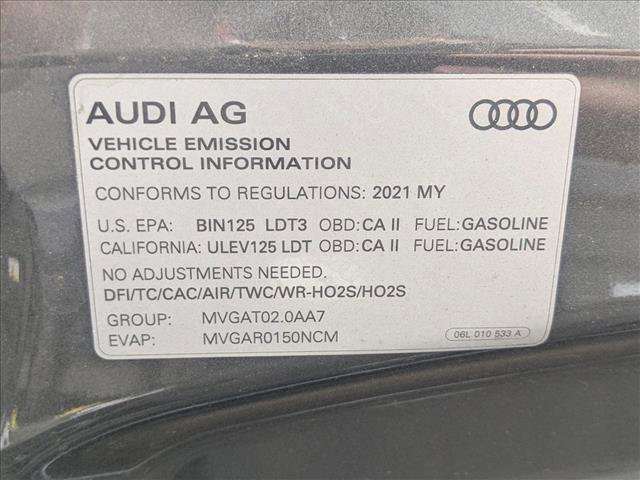 AUDI AG
VEHICLE EMISSION
CONTROL INFORMATION
CONFORMS TO REGULATIONS: 2021 MY
U.S. EPA: BIN125 LDT3 OBD:CA II FUEL:GASOLINE
CALIFORNIA: ULEV125 LDT OBD:CA II FUEL:GASOLINE
NO ADJUSTMENTS NEEDED.
DFI/TC/CAC/AIR/TWC/WR-HO2S/HO2S
GROUP: MVGAT02.0AA7
EVAP: MVGAR0150NCM
06L 010 533 A